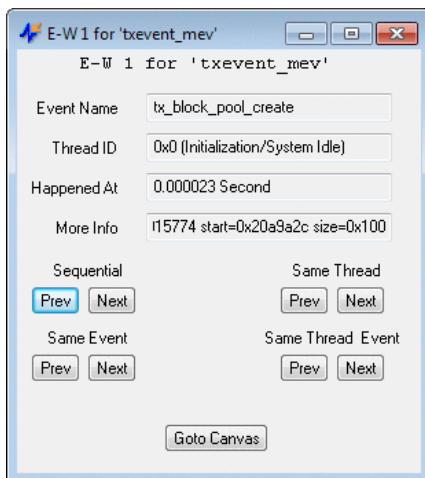 E-W 1 for 'txevent_mev'
E-W 1 for 'txevent_mev'
Event Name tx_block_pool_create
Thread ID 0x0 (Initialization/System Idle)
Happened At 0.000023 Second
More Info 15774 start=0x20a9a2c size=0x100
Sequential Same Thread
Prev Next Prev Next
Same Event Same Thread Event
Prev Next Prev Next
Goto Canvas